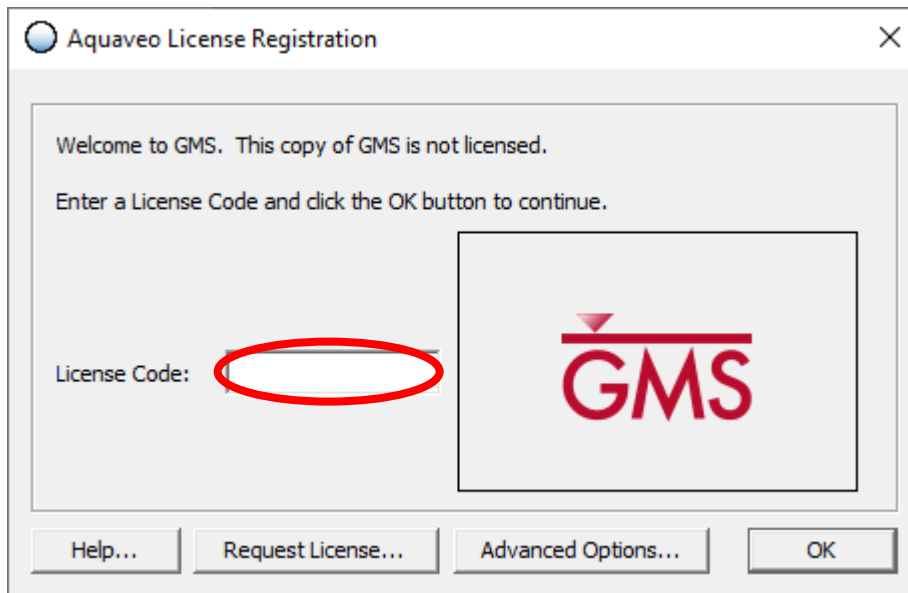 Aquaveo License Registration
Welcome to GMS. This copy of GMS is not licensed.
Enter a License Code and click the OK button to continue.
License Code:
GMS
Help... Request License... Advanced Options... OK